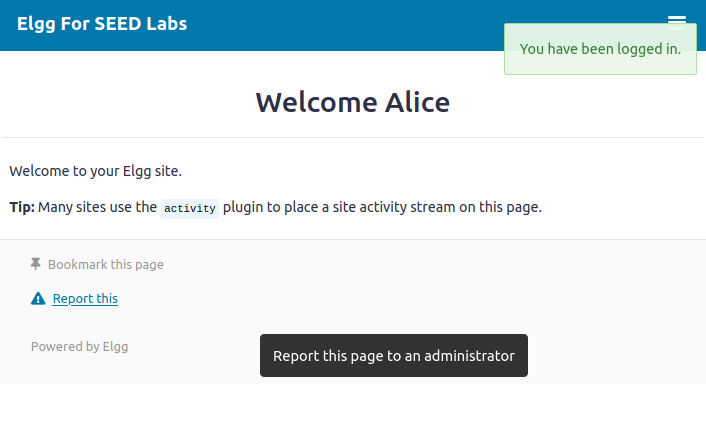 Elgg For SEED Labs
You have been logged in.
Welcome Alice
Welcome to your Elgg site.
Tip: Many sites use the activity plugin to place a site activity stream on this page.
Bookmark this page
Report this
Powered by Elgg
Report this page to an administrator